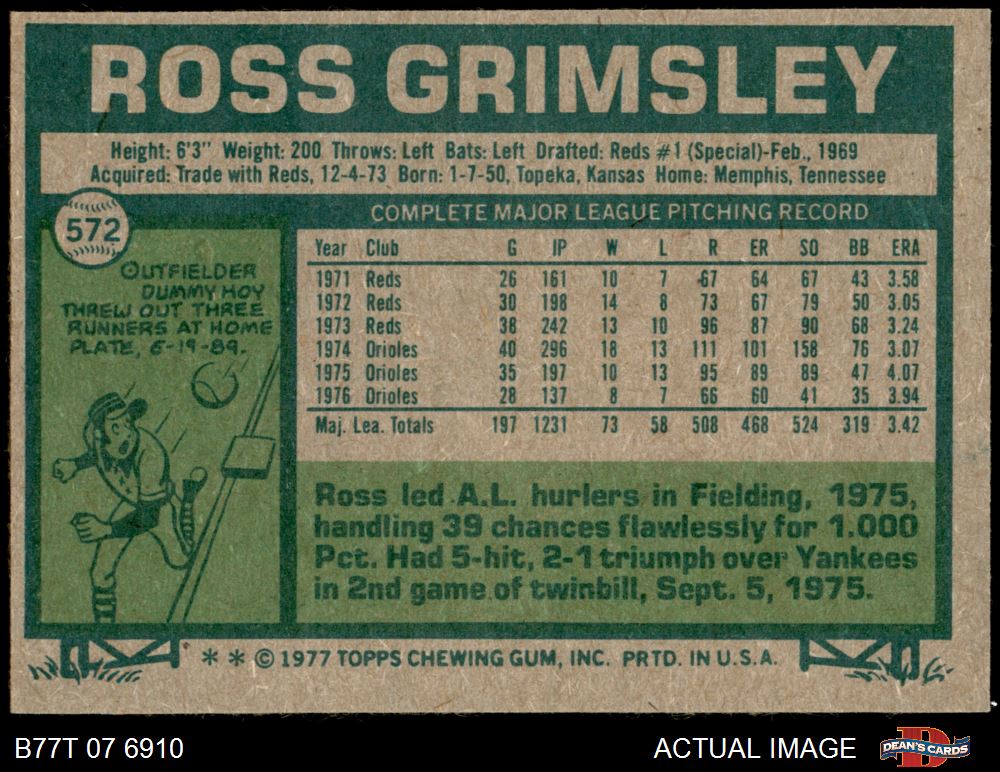 ROSS GRIMSLEY
Height: 6'3" Weight: 200 Throws: Left Bats: Left Drafted: Reds #1 (Special)-Feb., 1969
Acquired: Trade with Reds, 12-4-73 Born: 1-7-50, Topeka, Kansas Home: Memphis, Tennessee
572
OUTFIELDER
DUMMY HOY
THREW OUT THREE
RUNNERS AT HOME
PLATE, 6-19-89.
COMPLETE MAJOR LEAGUE PITCHING RECORD
Year Club G IP W L R ER SO BB ERA
1971 Reds 26 161 10 7 67 64 67 43 3.58
1972 Reds 30 198 14 8 73 67 79 50 3.05
1973 Reds 38 242 13 10 96 87 90 68 3.24
1974 Orioles 40 296 18 13 111 101 158 76 3.07
1975 Orioles 35 197 10 13 95 89 89 47 4.07
1976 Orioles 28 137 8 7 66 60 41 35 3.94
Maj. Lea. Totals 197 1231 73 58 508 468 524 319 3.42
Ross led A.L. hurlers in Fielding, 1975,
handling 39 chances flawlessly for 1.000
Pct. Had 5-hit, 2-1 triumph over Yankees
in 2nd game of twinbill, Sept. 5, 1975.
* * © 1977 TOPPS CHEWING GUM, INC. PRTD. IN U.S.A.
B77T 07 6910
ACTUAL IMAGE
D
DEAN'S CARDS